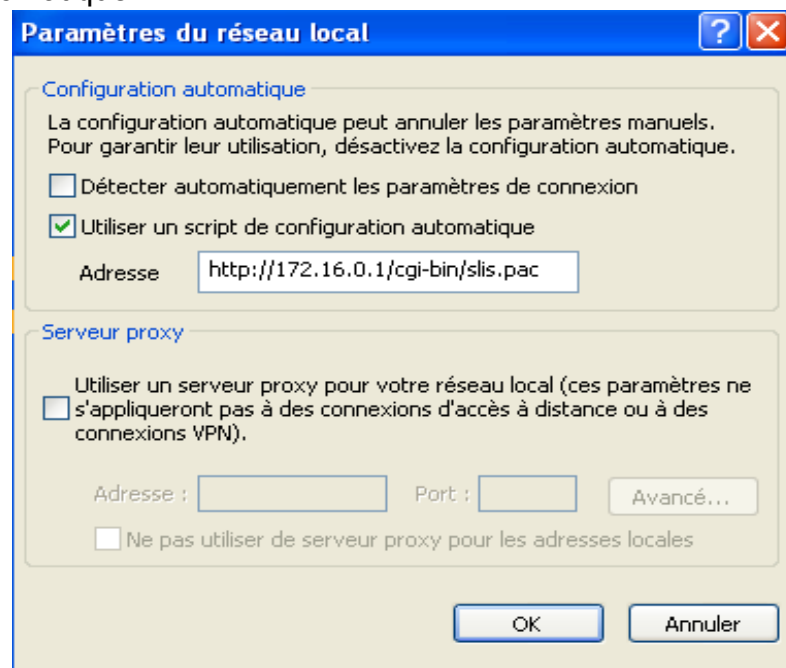 Paramètres du réseau local
Configuration automatique
La configuration automatique peut annuler les paramètres manuels.
Pour garantir leur utilisation, désactivez la configuration automatique.
Détecter automatiquement les paramètres de connexion
Utiliser un script de configuration automatique
Adresse http://172.16.0.1/cgi-bin/slis.pac
Serveur proxy
Utiliser un serveur proxy pour votre réseau local (ces paramètres ne
s'appliqueront pas à des connexions d'accès à distance ou à des
connexions VPN).
Adresse : Port : Avancé...
Ne pas utiliser de serveur proxy pour les adresses locales
OK Annuler